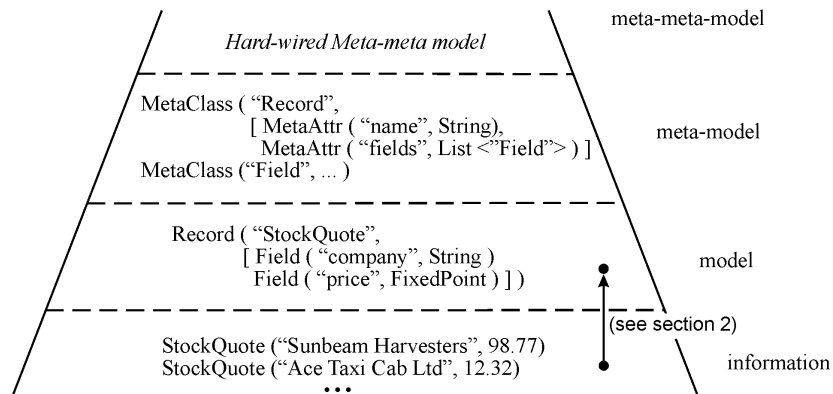 meta-meta-model
Hard-wired Meta-meta model
MetaClass ( “Record”,
[ MetaAttr ( “name”, String),
MetaAttr ( “fields”, List <”Field”> ) ]
MetaClass (“Field”, ... )
meta-model
Record ( “StockQuote”,
[ Field ( “company”, String )
Field ( “price”, FixedPoint ) ] )
model
(see section 2)
StockQuote (“Sunbeam Harvesters”, 98.77)
StockQuote (“Ace Taxi Cab Ltd”, 12.32)
...
information